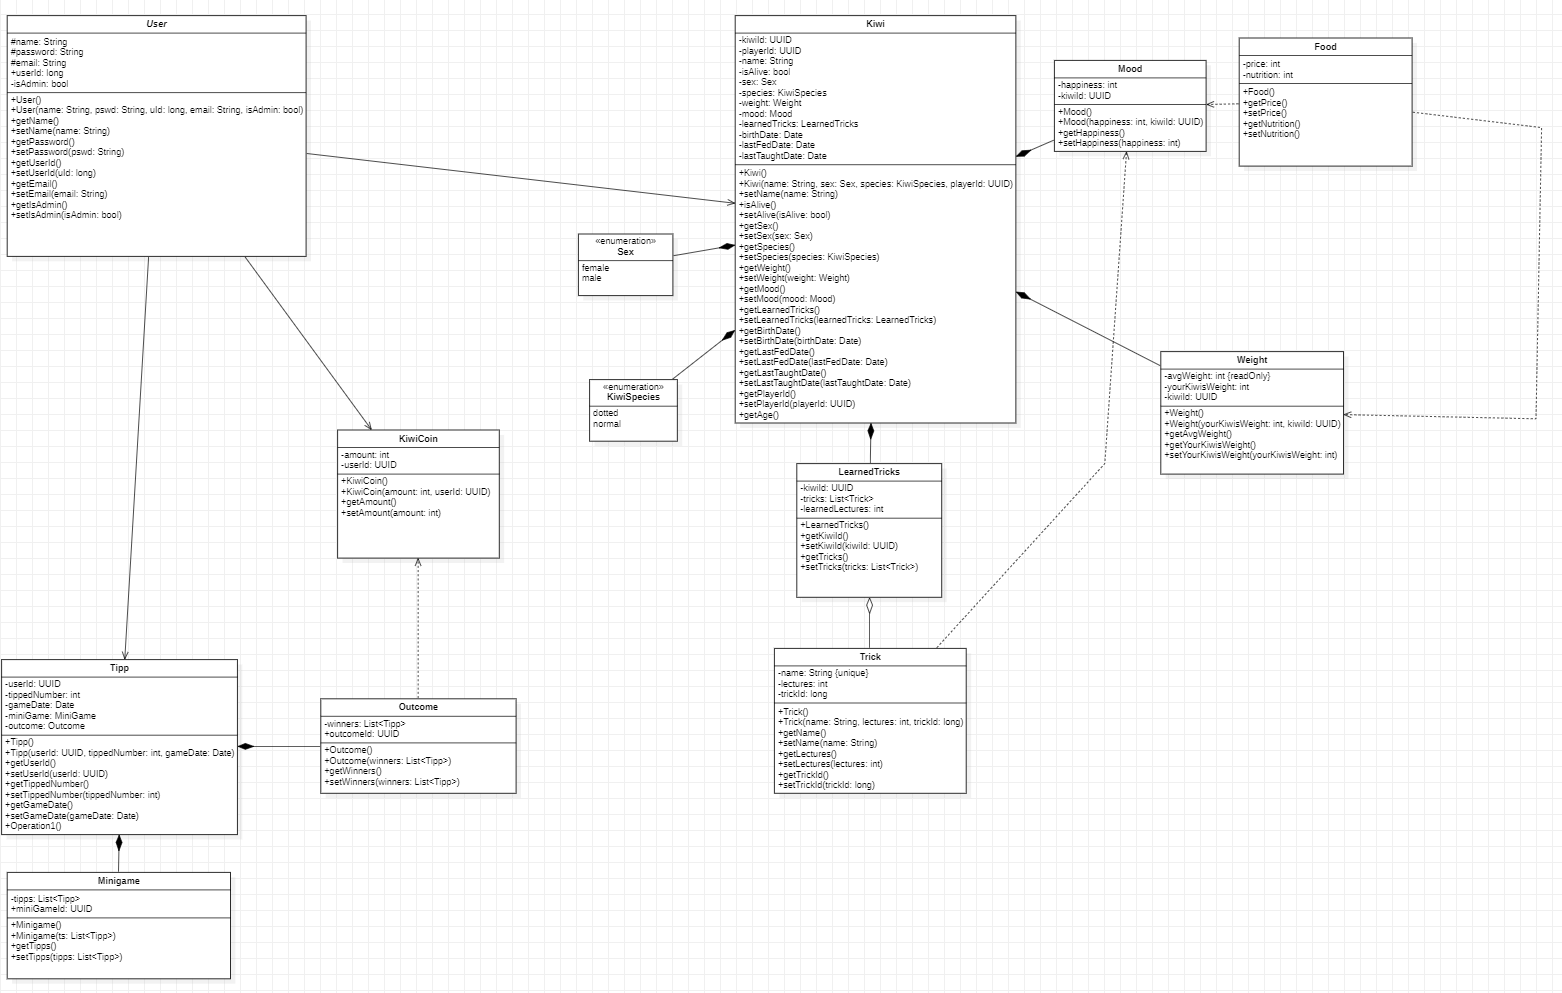 User
#name: String
#password: String
#email: String
+userId: long
-isAdmin: bool
+User()
+User(name: String, pswd: String, uId: long, email: String, isAdmin: bool)
+getName()
+setName(name: String)
+getPassword()
+setPassword(pswd: String)
+getUserId()
+setUserId(uId: long)
+getEmail()
+setEmail(email: String)
+getIsAdmin()
+setIsAdmin(isAdmin: bool)
Kiwi
-kiwiId: UUID
-playerId: UUID
-name: String
-isAlive: bool
-sex: Sex
-species: KiwiSpecies
-weight: Weight
-mood: Mood
-learnedTricks: LearnedTricks
-birthDate: Date
-lastFedDate: Date
-lastTaughtDate: Date
+Kiwi()
+Kiwi(name: String, sex: Sex, species: KiwiSpecies, playerId: UUID)
+setName(name: String)
+isAlive()
+setAlive(isAlive: bool)
+getSex()
+setSex(sex: Sex)
+getSpecies()
+setSpecies(species: KiwiSpecies)
+getWeight()
+setWeight(weight: Weight)
+getMood()
+setMood(mood: Mood)
+getLearnedTricks()
+setLearnedTricks(learnedTricks: LearnedTricks)
+getBirthDate()
+setBirthDate(birthDate: Date)
+getLastFedDate()
+setLastFedDate(lastFedDate: Date)
+getLastTaughtDate()
+setLastTaughtDate(lastTaughtDate: Date)
+getPlayerId()
+setPlayerId(playerId: UUID)
+getAge()
Mood
-happiness: int
-kiwiId: UUID
+Mood()
+Mood(happiness: int, kiwiId: UUID)
+getHappiness()
+setHappiness(happiness: int)
Food
-price: int
-nutrition: int
+Food()
+getPrice()
+setPrice()
+getNutrition()
+setNutrition()
«enumeration»
Sex
female
male
«enumeration»
KiwiSpecies
dotted
normal
Weight
-avgWeight: int {readOnly}
-yourKiwisWeight: int
-kiwiId: UUID
+Weight()
+Weight(yourKiwisWeight: int, kiwiId: UUID)
+getAvgWeight()
+getYourKiwisWeight()
+setYourKiwisWeight(yourKiwisWeight: int)
KiwiCoin
-amount: int
-userId: UUID
+KiwiCoin()
+KiwiCoin(amount: int, userId: UUID)
+getAmount()
+setAmount(amount: int)
LearnedTricks
-kiwiId: UUID
-tricks: List<Trick>
-learnedLectures: int
+LearnedTricks()
+getKiwiId()
+setKiwiId(kiwiId: UUID)
+getTricks()
+setTricks(tricks: List<Trick>)
Trick
-name: String {unique}
-lectures: int
-trickId: long
+Trick()
+Trick(name: String, lectures: int, trickId: long)
+getName()
+setName(name: String)
+getLectures()
+setLectures(lectures: int)
+getTrickId()
+setTrickId(trickId: long)
Tipp
-userId: UUID
-tippedNumber: int
-gameDate: Date
-miniGame: MiniGame
-outcome: Outcome
+Tipp()
+Tipp(userId: UUID, tippedNumber: int, gameDate: Date)
+getUserId()
+setUserId(userId: UUID)
+getTippedNumber()
+setTippedNumber(tippedNumber: int)
+getGameDate()
+setGameDate(gameDate: Date)
+Operation1()
Outcome
-winners: List<Tipp>
+outcomeId: UUID
+Outcome()
+Outcome(winners: List<Tipp>)
+getWinners()
+setWinners(winners: List<Tipp>)
Minigame
-tipps: List<Tipp>
+miniGameId: UUID
+Minigame()
+Minigame(ts: List<Tipp>)
+getTipps()
+setTipps(tipps: List<Tipp>)